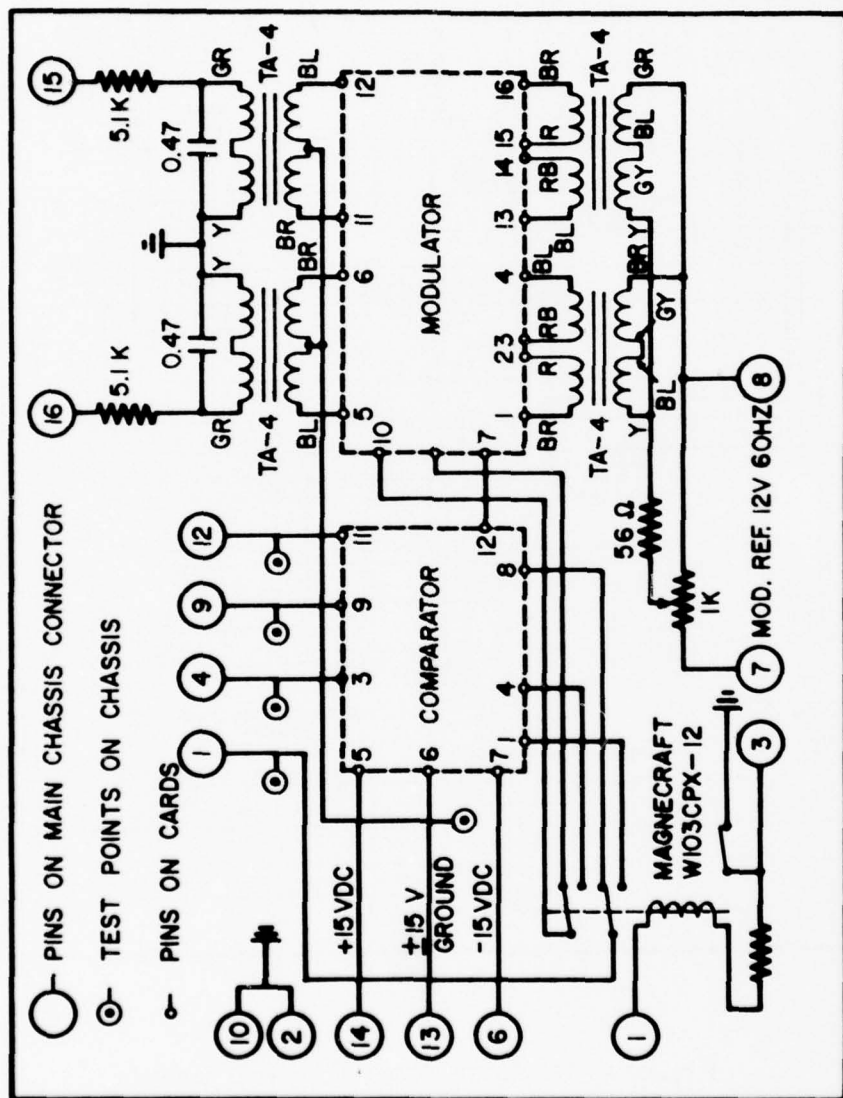 PINS ON MAIN CHASSIS CONNECTOR
TEST POINTS ON CHASSIS
PINS ON CARDS
16
15
5.1K
5.1K
0.47
0.47
GR
Y
Y
GR
TA-4
TA-4
BL
BR
BR
BL
1
4
9
12
10
2
14
13
6
+15VDC
+15V
GROUND
-15VDC
5
6
7
3
9
11
COMPARATOR
12
1
4
8
5
6
11
12
10
7
MODULATOR
1
23
4
13
14
15
16
BR
R
RB
BL
BL
RB
R
BR
TA-4
TA-4
Y
BL
GY
BR
Y
GY
BL
GR
56 Ω
1K
7
MOD. REF. 12V 60HZ
8
MAGNECRAFT
W103CPX-12
1
3